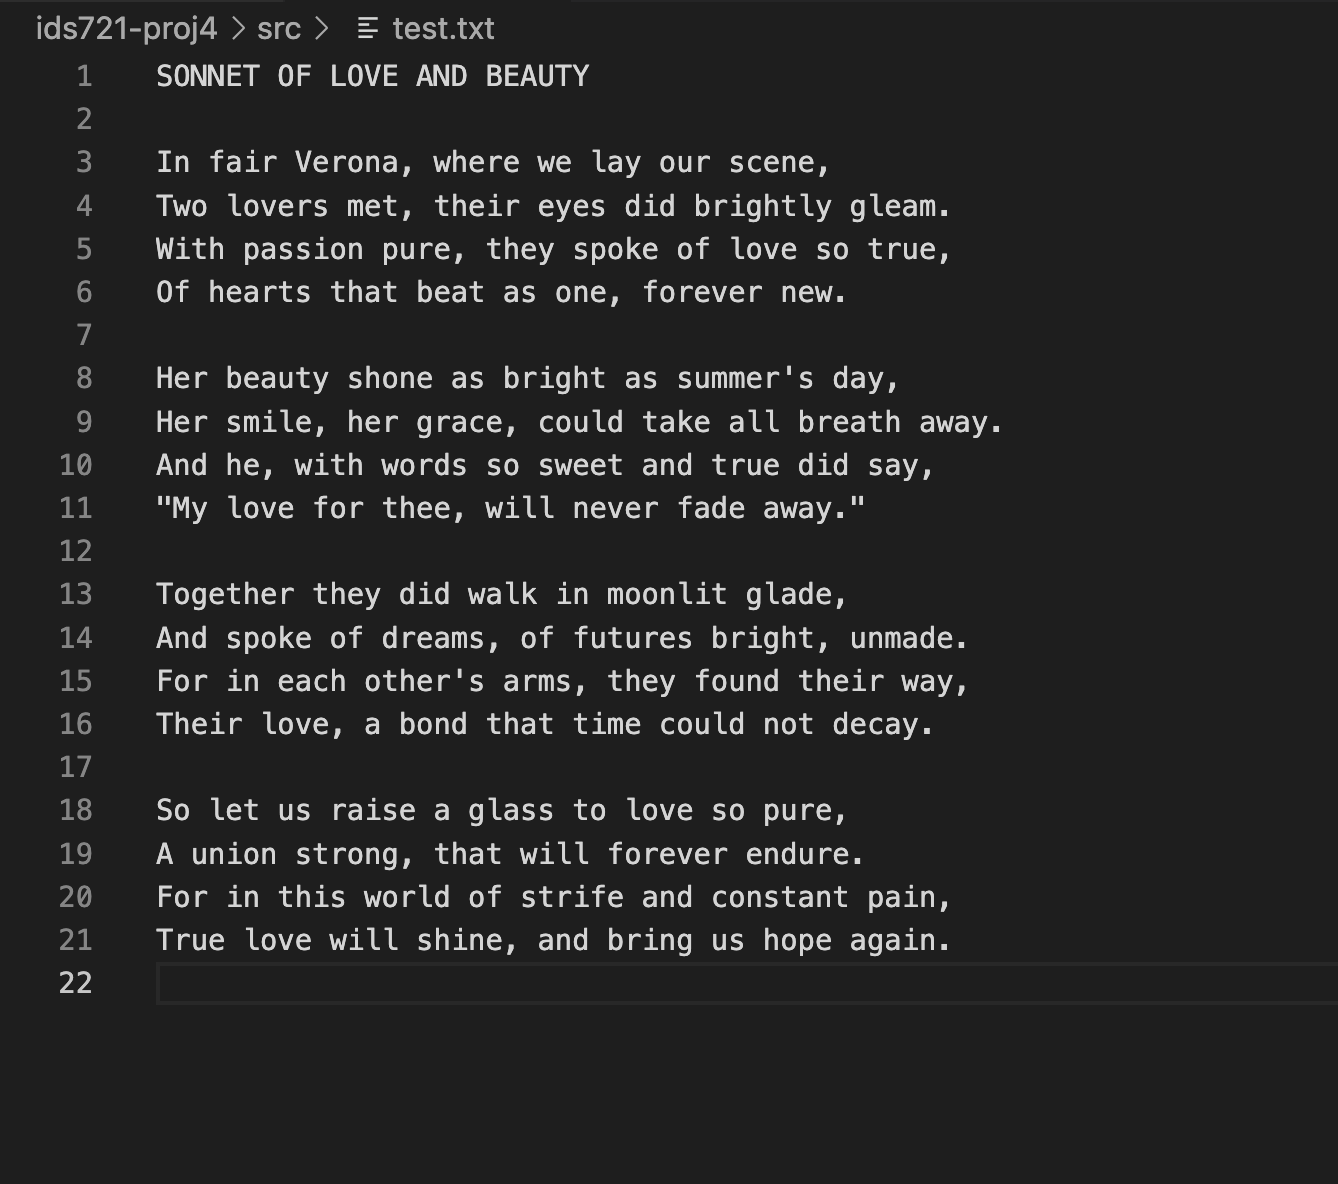 ids721-proj4 > src > test.txt
1 SONNET OF LOVE AND BEAUTY
2
3 In fair Verona, where we lay our scene,
4 Two lovers met, their eyes did brightly gleam.
5 With passion pure, they spoke of love so true,
6 Of hearts that beat as one, forever new.
7
8 Her beauty shone as bright as summer's day,
9 Her smile, her grace, could take all breath away.
10 And he, with words so sweet and true did say,
11 "My love for thee, will never fade away."
12
13 Together they did walk in moonlit glade,
14 And spoke of dreams, of futures bright, unmade.
15 For in each other's arms, they found their way,
16 Their love, a bond that time could not decay.
17
18 So let us raise a glass to love so pure,
19 A union strong, that will forever endure.
20 For in this world of strife and constant pain,
21 True love will shine, and bring us hope again.
22